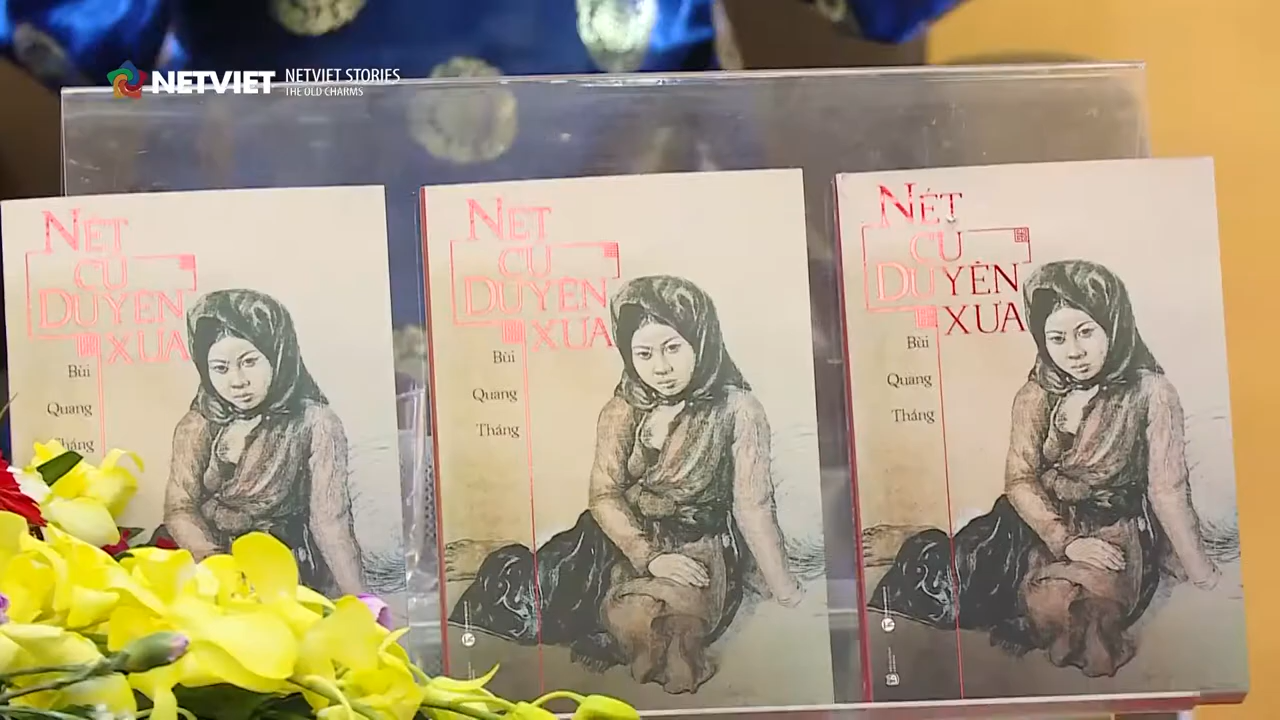 NETVIET
NETVIET STORIES
THE OLD CHARMS
NÉT
CŨ
DUYÊN
XƯA
Bùi
Quang
Thắng
NÉT
CŨ
DUYÊN
XƯA
Bùi
Quang
Thắng
NÉT
CŨ
DUYÊN
XƯA
Bùi
Quang
Thắng